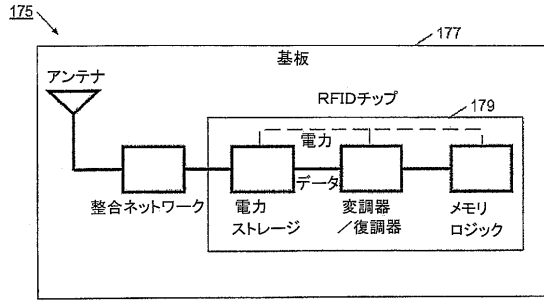 175
177
基板
アンテナ
RFIDチップ
179
電力
データ
整合ネットワーク
電力
ストレージ
変調器
／復調器
メモリ
ロジック